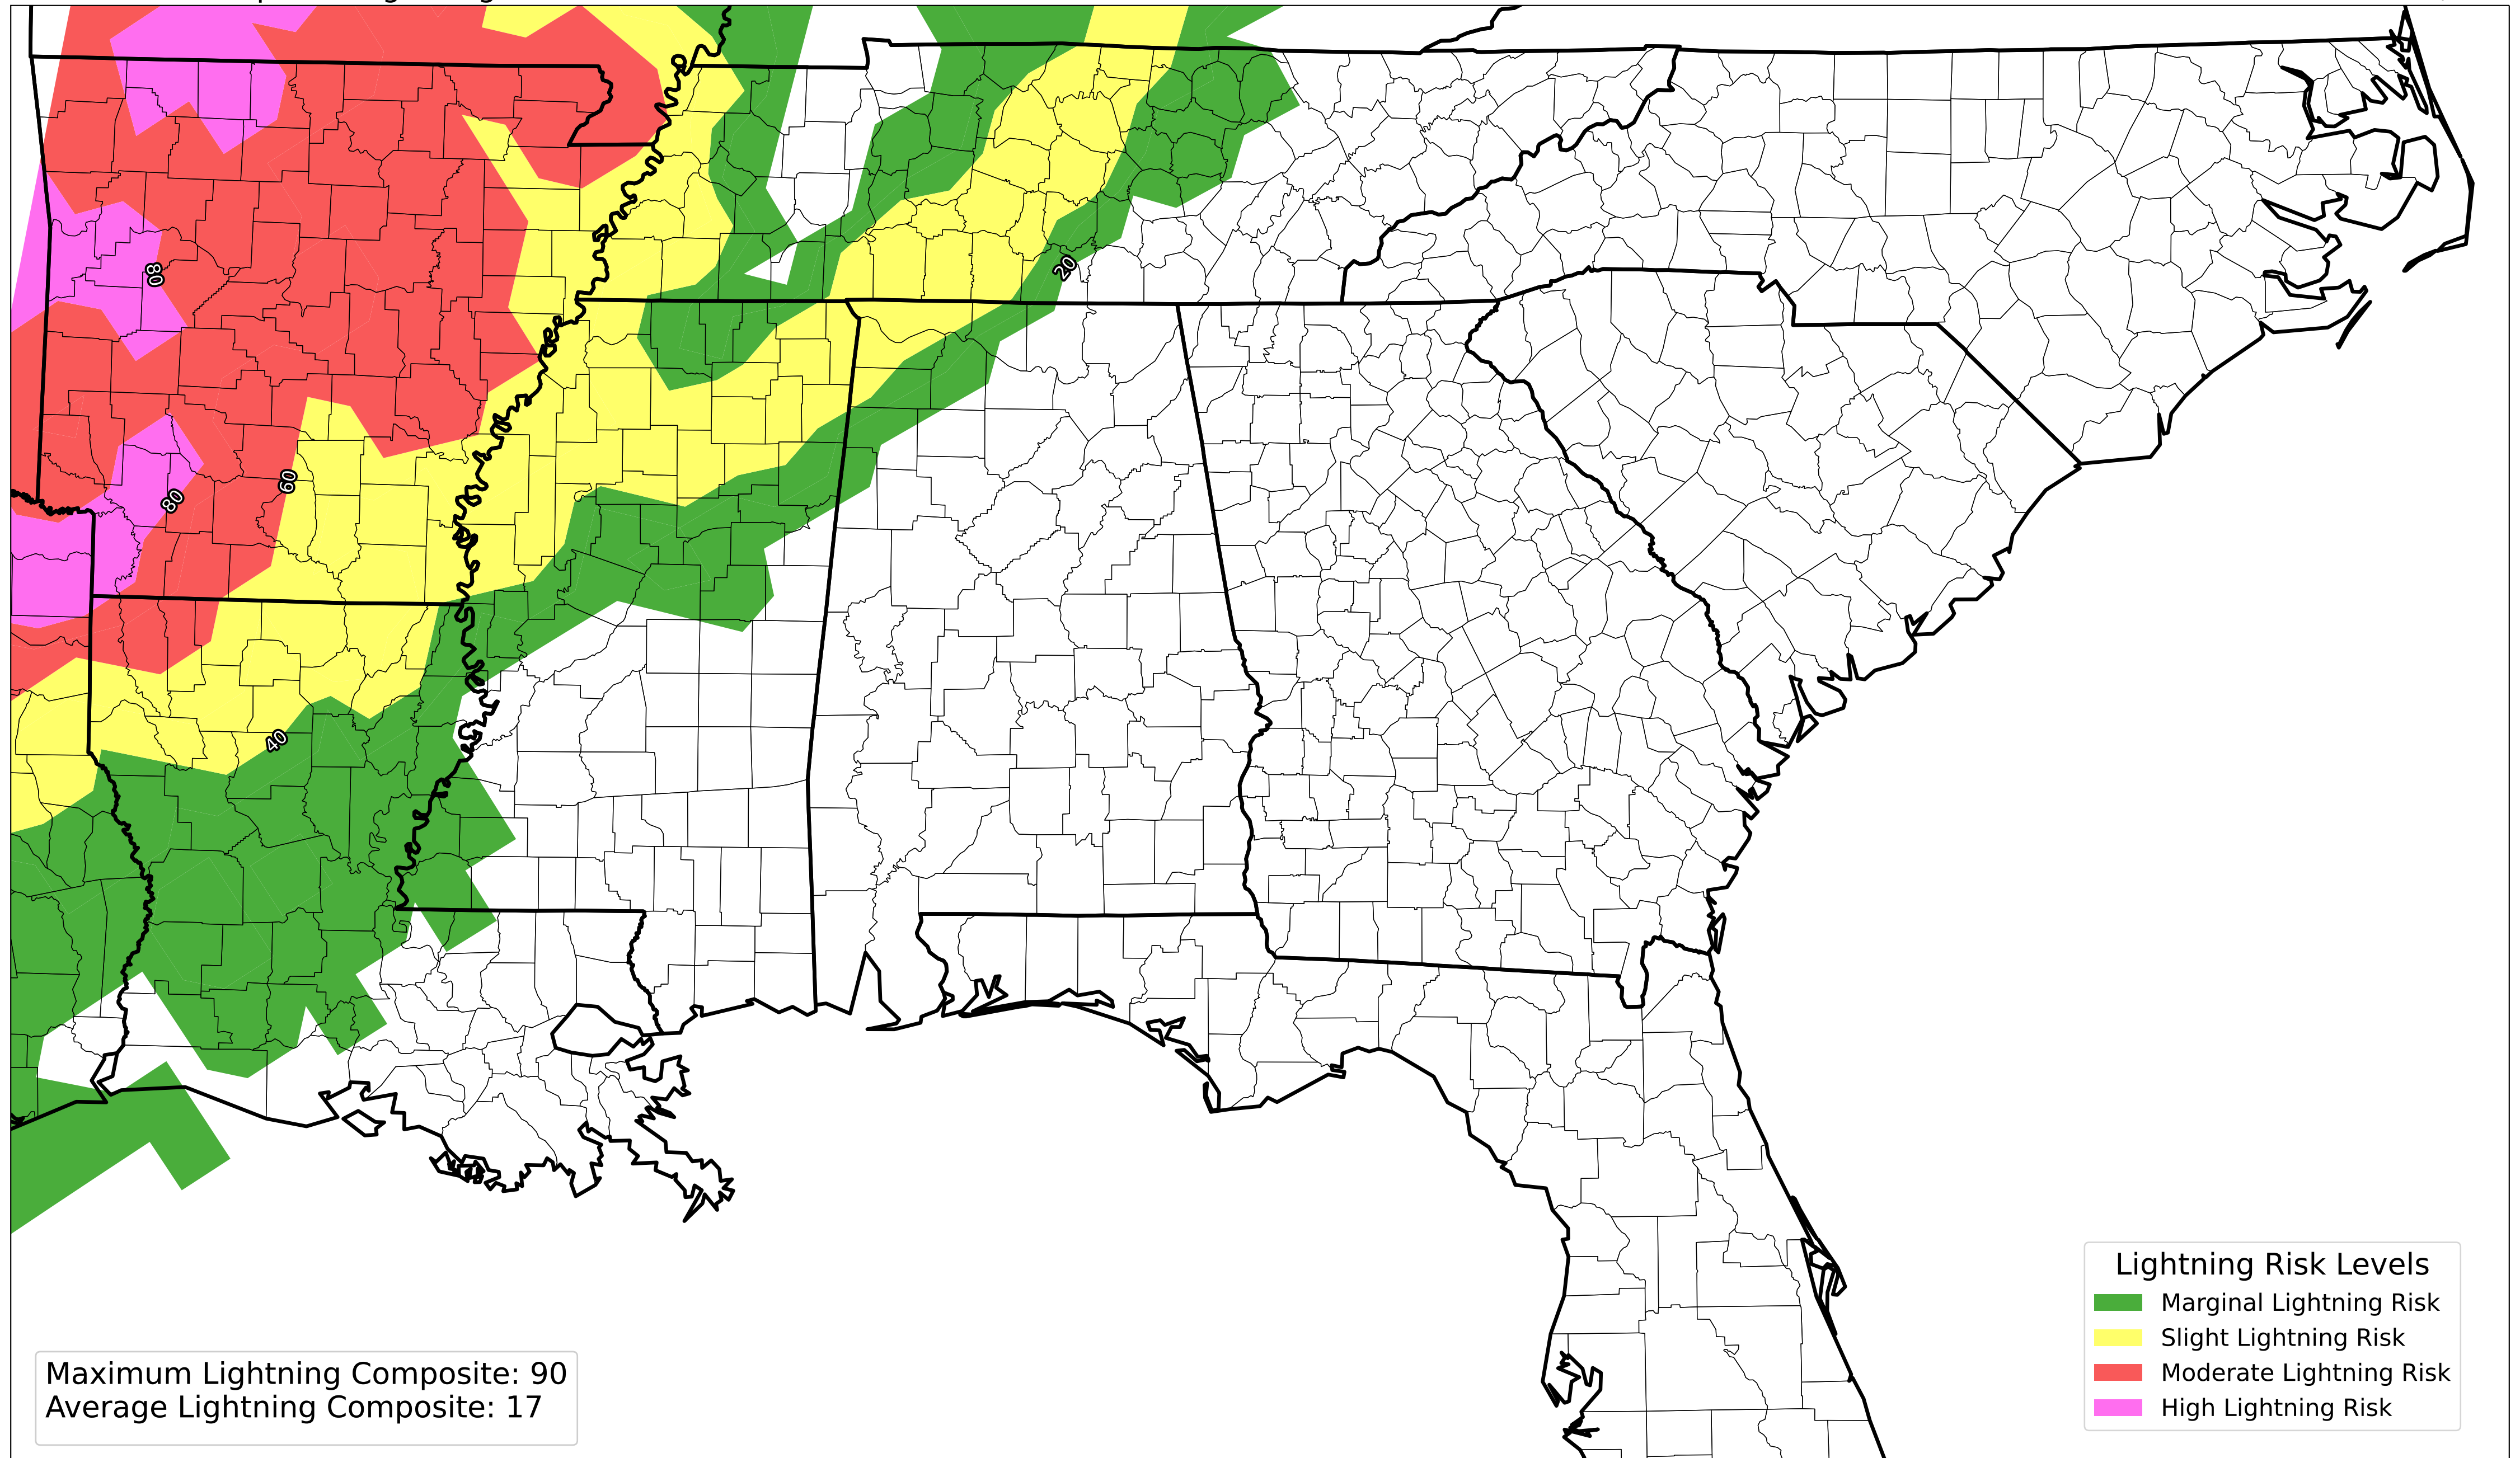 20
80
60
80
40
Lightning Risk Levels
Marginal Lightning Risk
Slight Lightning Risk
Moderate Lightning Risk
High Lightning Risk
Maximum Lightning Composite: 90
Average Lightning Composite: 17